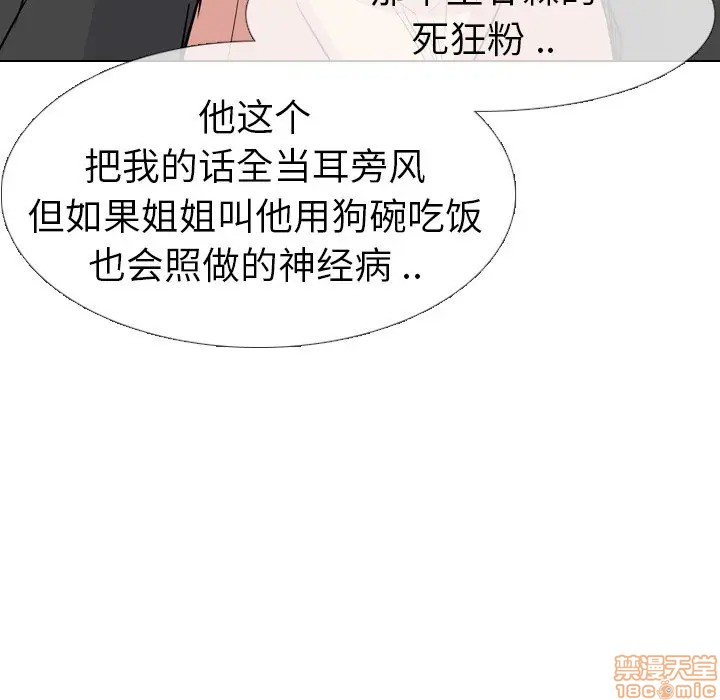 死狂粉 ..
他这个
把我的话全当耳旁风
但如果姐姐叫他用狗碗吃饭
也会照做的神经病 ..
禁漫天堂
18COMIC